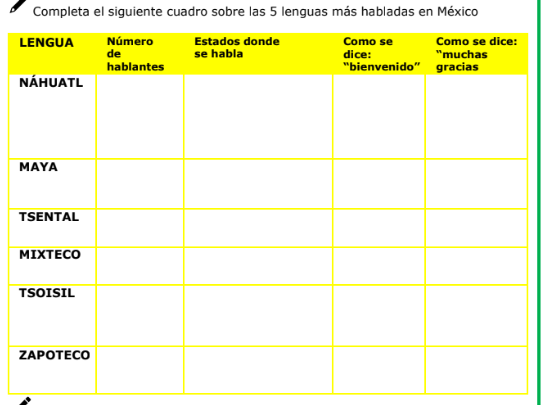 Completa el siguiente cuadro sobre las 5 lenguas más habladas en México
LENGUA Número de hablantes Estados donde se habla Como se dice: “bienvenido” Como se dice: “muchas gracias
NÁHUATL
MAYA
TSENTAL
MIXTECO
TSOISIL
ZAPOTECO